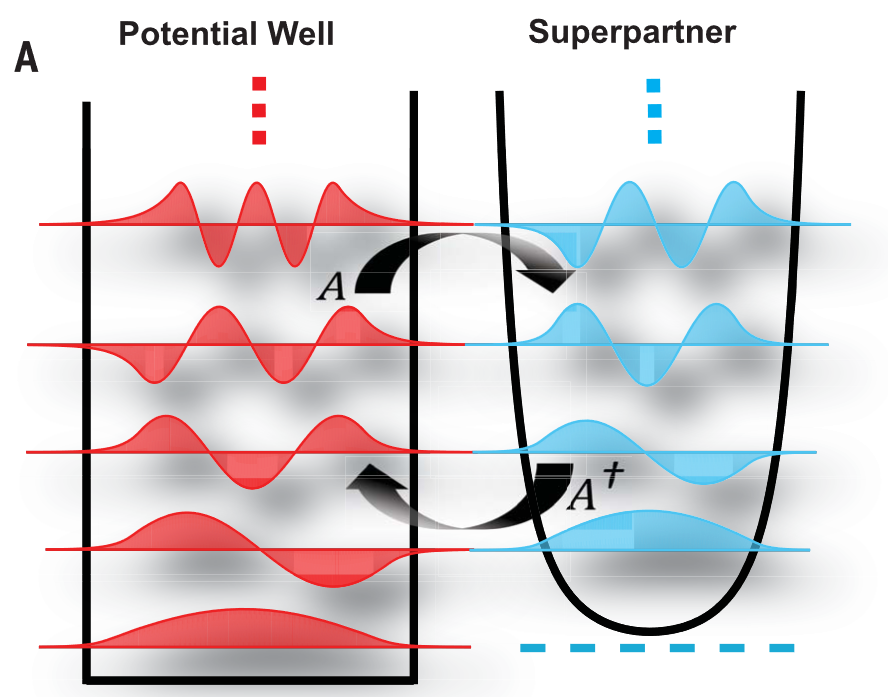 Potential Well
Superpartner
A
A
A†